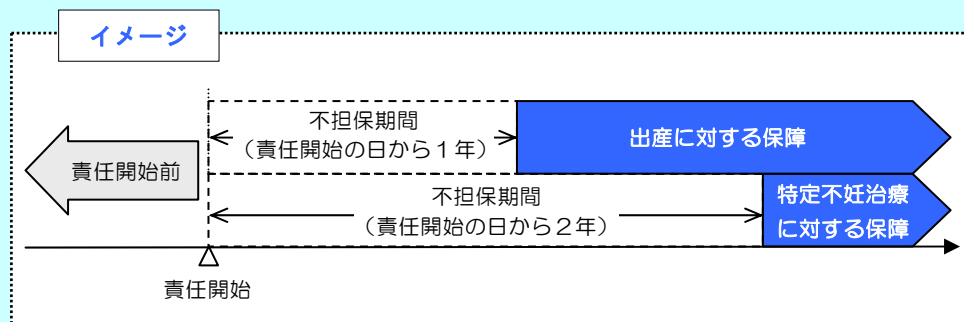 イメージ
不担保期間
（責任開始の日から１年）
出産に対する保障
責任開始前
不担保期間
（責任開始の日から２年）
特定不妊治療
に対する保障
責任開始